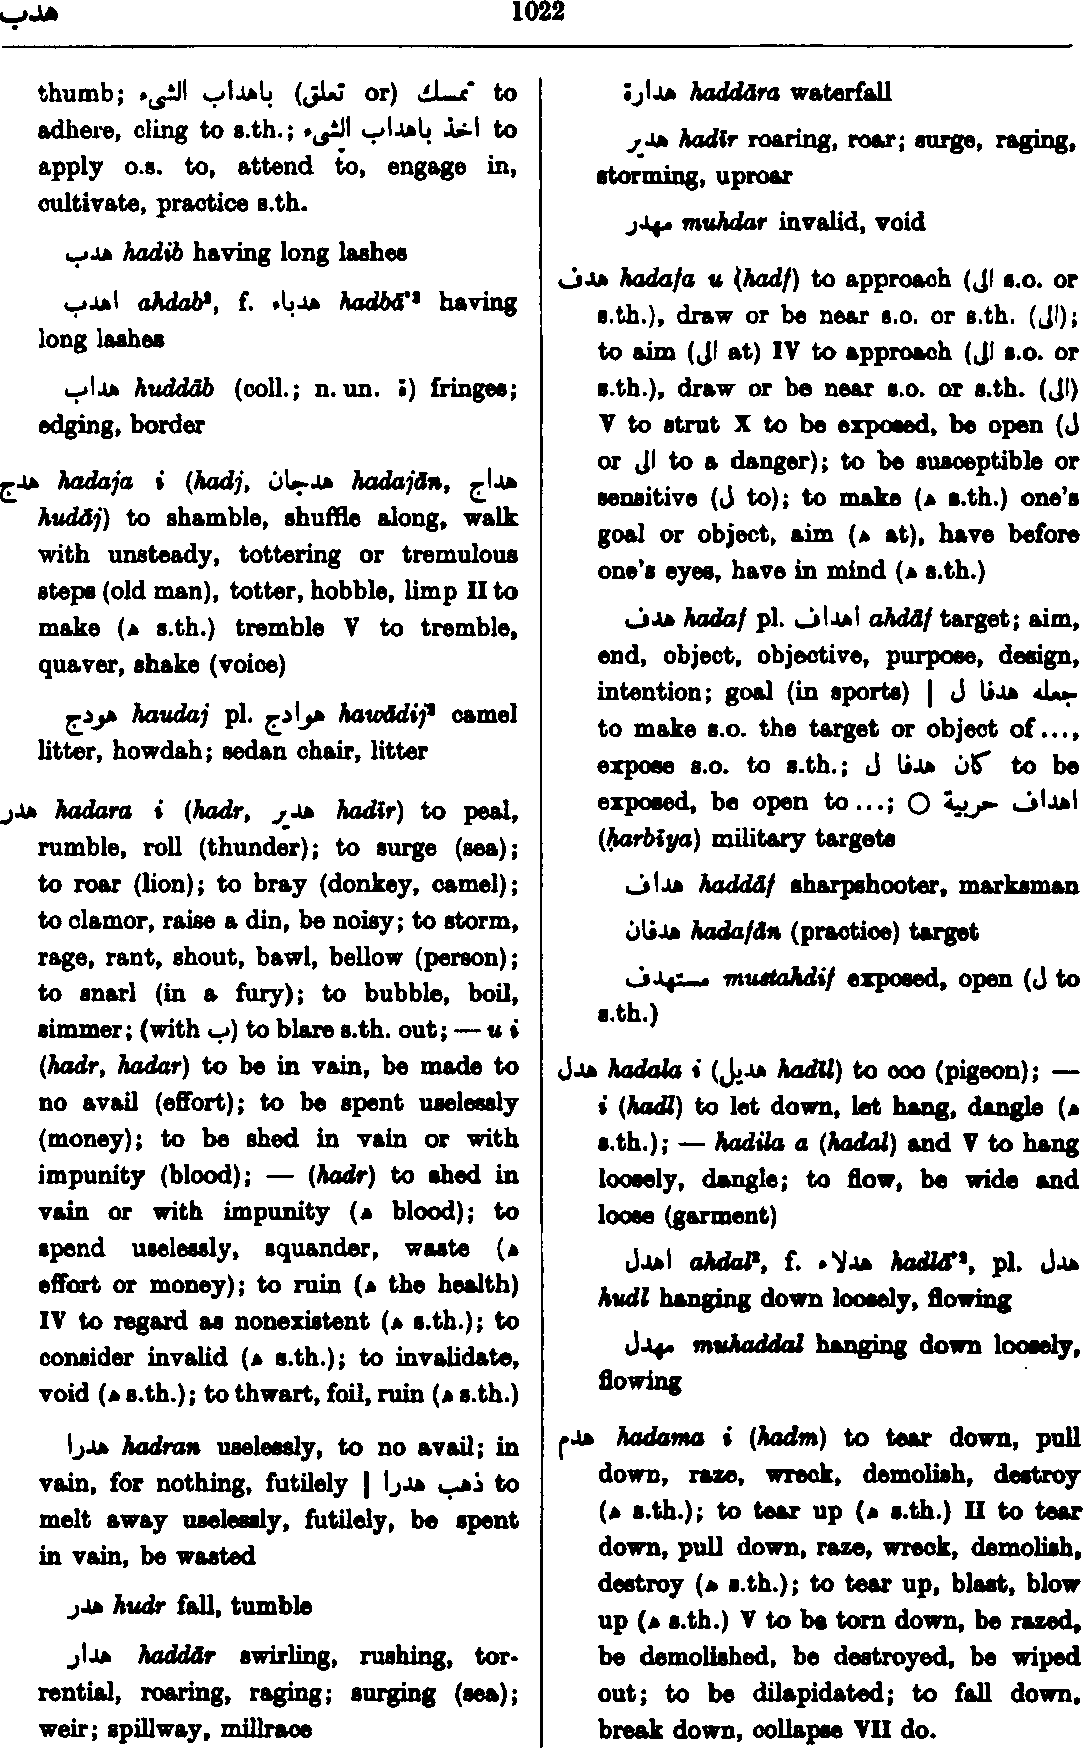 هدب 1022
thumb; تمسك (or تعلق) باهداب الشىء to
adhere, cling to s.th.; اخذ باهداب الشىء to
apply o.s. to, attend to, engage in,
cultivate, practice s.th.
هدب hadib having long lashes
اهدب ahdab², f. هدباء hadbā’² having
long lashes
هداب huddāb (coll.; n. un. ة) fringes;
edging, border
هدج hadaja i (hadj, هدجان hadajān, هداج
hudāj) to shamble, shuffle along, walk
with unsteady, tottering or tremulous
steps (old man), totter, hobble, limp II to
make (ه s.th.) tremble V to tremble,
quaver, shake (voice)
هودج haudaj pl. هوادج hawādij² camel
litter, howdah; sedan chair, litter
هدر hadara i (hadr, هدير hadīr) to peal,
rumble, roll (thunder); to surge (sea);
to roar (lion); to bray (donkey, camel);
to clamor, raise a din, be noisy; to storm,
rage, rant, shout, bawl, bellow (person);
to snarl (in a fury); to bubble, boil,
simmer; (with ب) to blare s.th. out; — u i
(hadr, hadar) to be in vain, be made to
no avail (effort); to be spent uselessly
(money); to be shed in vain or with
impunity (blood); — (hadr) to shed in
vain or with impunity (ه blood); to
spend uselessly, squander, waste (ه
effort or money); to ruin (ه the health)
IV to regard as nonexistent (ه s.th.); to
consider invalid (ه s.th.); to invalidate,
void (ه s.th.); to thwart, foil, ruin (ه s.th.)
هدرا hadran uselessly, to no avail; in
vain, for nothing, futilely | ذهب هدرا to
melt away uselessly, futilely, be spent
in vain, be wasted
هدر hudr fall, tumble
هدار haddār swirling, rushing, tor-
rential, roaring, raging; surging (sea);
weir; spillway, millrace
هدارة haddāra waterfall
هدير hadīr roaring, roar; surge, raging,
storming, uproar
مهدر muhdar invalid, void
هدف hadafa u (hadf) to approach (الى s.o. or
s.th.), draw or be near s.o. or s.th. (الى);
to aim (الى at) IV to approach (الى s.o. or
s.th.), draw or be near s.o. or s.th. (الى)
V to strut X to be exposed, be open (ل
or الى to a danger); to be susceptible or
sensitive (ل to); to make (ه s.th.) one's
goal or object, aim (ه at), have before
one's eyes, have in mind (ه s.th.)
هدف hadaf pl. اهداف ahdāf target; aim,
end, object, objective, purpose, design,
intention; goal (in sports) | جعله هدفا ل
to make s.o. the target or object of ...,
expose s.o. to s.th.; كان هدفا ل to be
exposed, be open to ...; ○ اهداف حربية
(ḥarbīya) military targets
هداف haddāf sharpshooter, marksman
هدفان hadafān (practice) target
مستهدف mustahdif exposed, open (ل to
s.th.)
هدل hadala i (هديل hadīl) to coo (pigeon); —
i (hadl) to let down, let hang, dangle (ه
s.th.); — hadila a (hadal) and V to hang
loosely, dangle; to flow, be wide and
loose (garment)
اهدل ahdal², f. هدلاء hadlā’², pl. هدل
hudl hanging down loosely, flowing
مهدل muhaddal hanging down loosely,
flowing
هدم hadama i (hadm) to tear down, pull
down, raze, wreck, demolish, destroy
(ه s.th.); to tear up (ه s.th.) II to tear
down, pull down, raze, wreck, demolish,
destroy (ه s.th.); to tear up, blast, blow
up (ه s.th.) V to be torn down, be razed,
be demolished, be destroyed, be wiped
out; to be dilapidated; to fall down,
break down, collapse VII do.